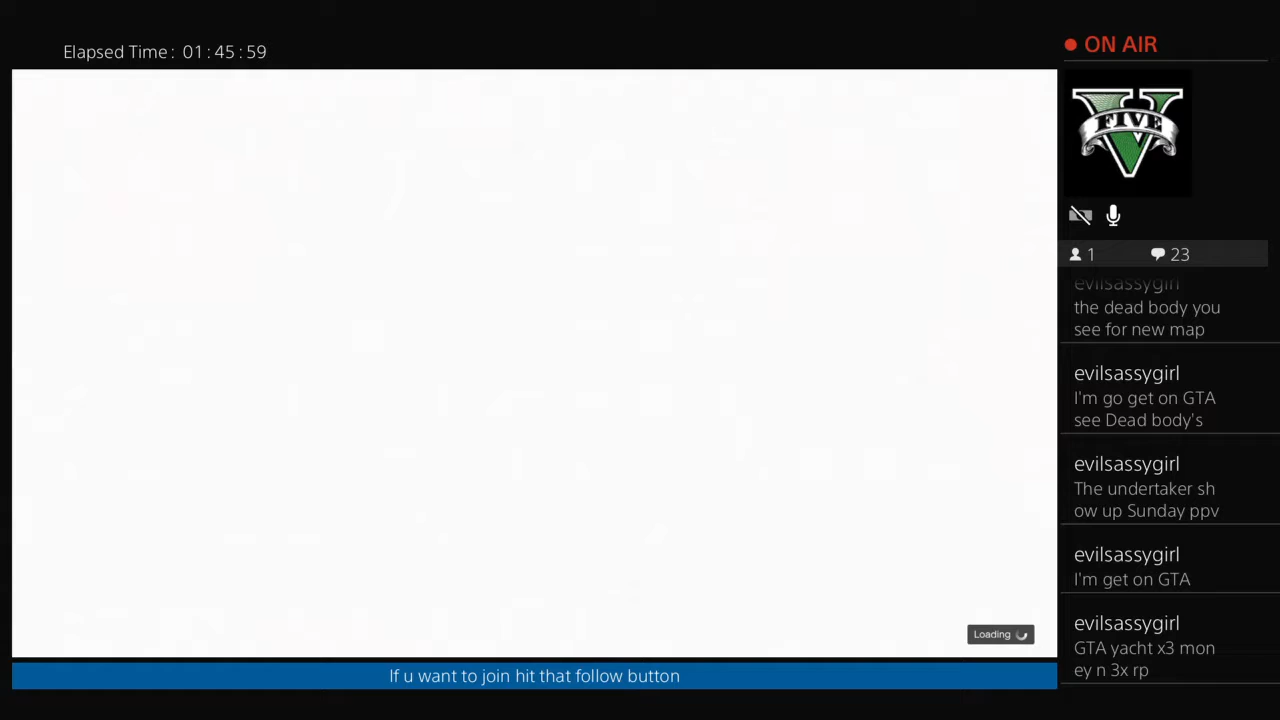 Elapsed Time: 01:45:59
ON AIR
FIVE
1
23
evilsassygirl
the dead body you
see for new map
evilsassygirl
I'm go get on GTA
see Dead body's
evilsassygirl
The undertaker sh
ow up Sunday ppv
evilsassygirl
I'm get on GTA
evilsassygirl
GTA yacht x3 mon
ey n 3x rp
Loading
If u want to join hit that follow button